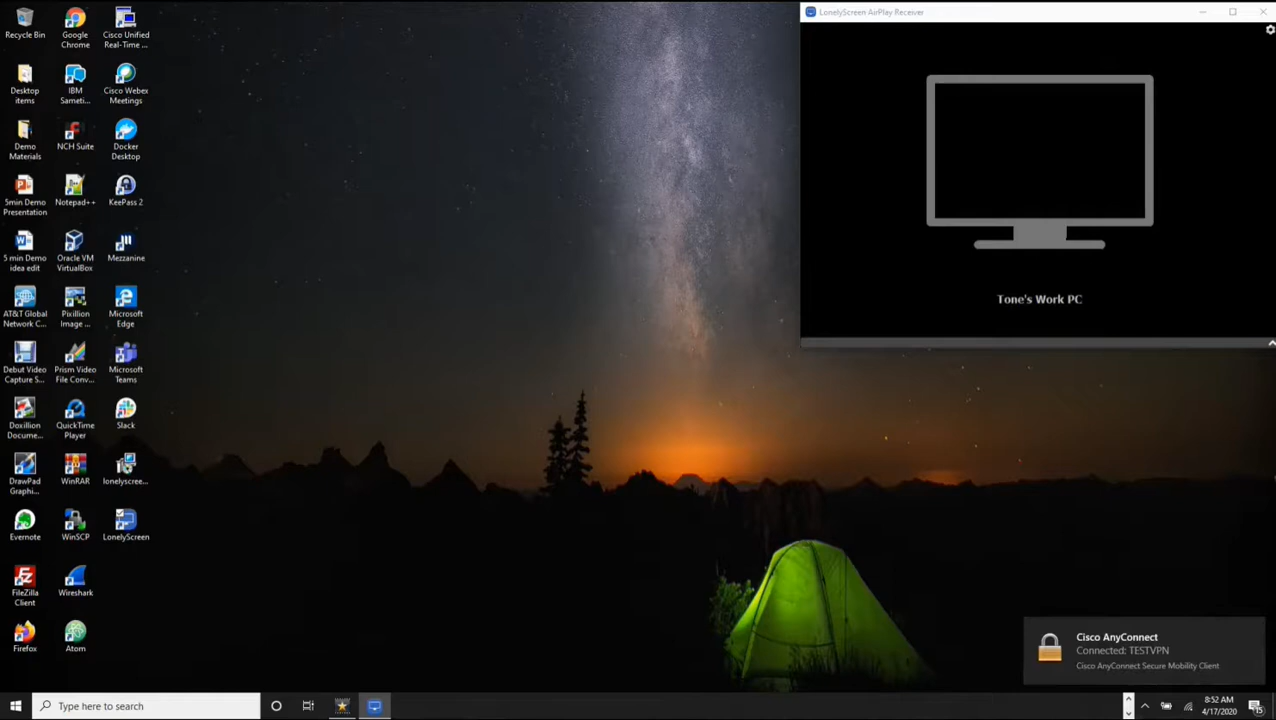 Recycle Bin
Google
Chrome
Cisco Unified
Real-Time ...
Desktop
items
IBM
Sameti...
Cisco Webex
Meetings
Demo
Materials
NCH Suite
Docker
Desktop
5min Demo
Presentation
Notepad++
KeePass 2
5 min Demo
idea edit
Oracle VM
VirtualBox
Mezzanine
AT&T Global
Network C...
Pixillion
Image ...
Microsoft
Edge
Debut Video
Capture S...
Prism Video
File Conv...
Microsoft
Teams
Doxillion
Docume...
QuickTime
Player
Slack
DrawPad
Graphi...
WinRAR
lonelyscree...
Evernote
WinSCP
LonelyScreen
FileZilla
Client
Wireshark
Firefox
Atom
LonelyScreen AirPlay Receiver
Tone's Work PC
Cisco AnyConnect
Connected: TESTVPN
Cisco AnyConnect Secure Mobility Client
Type here to search
8:52 AM
4/17/2020
15